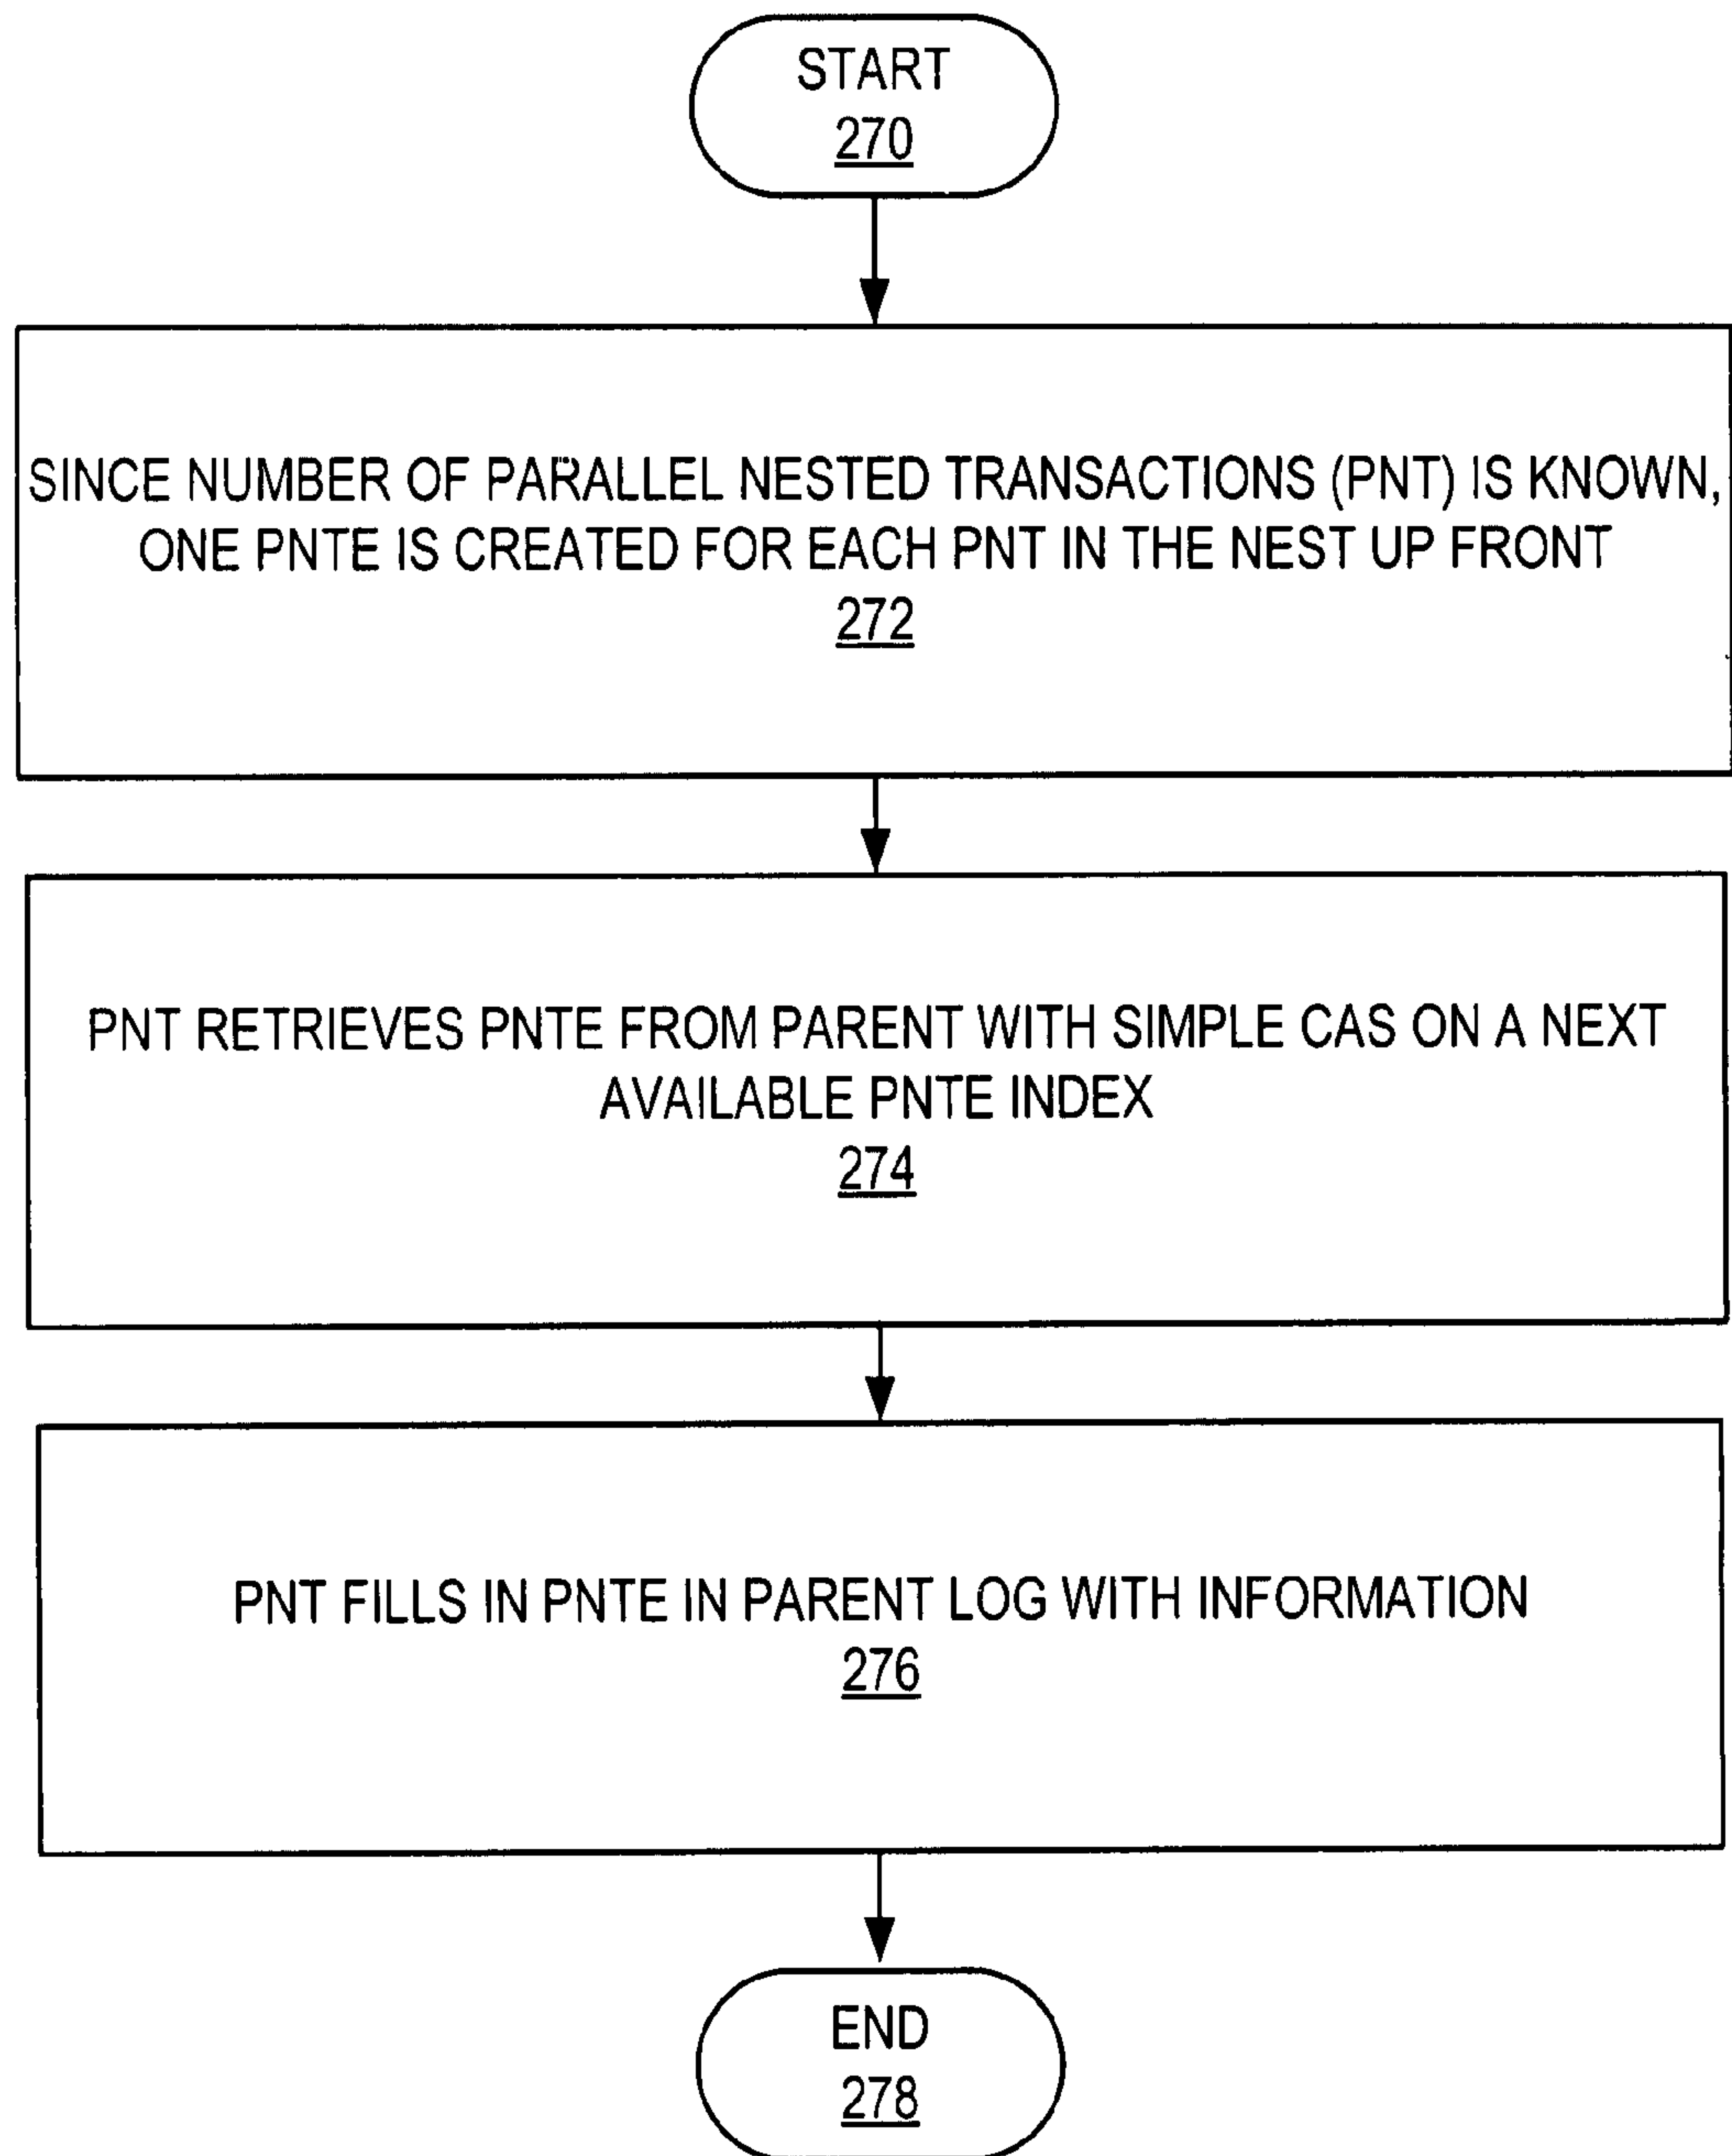 START
270
SINCE NUMBER OF PARALLEL NESTED TRANSACTIONS (PNT) IS KNOWN,
ONE PNTE IS CREATED FOR EACH PNT IN THE NEST UP FRONT
272
PNT RETRIEVES PNTE FROM PARENT WITH SIMPLE CAS ON A NEXT
AVAILABLE PNTE INDEX
274
PNT FILLS IN PNTE IN PARENT LOG WITH INFORMATION
276
END
278